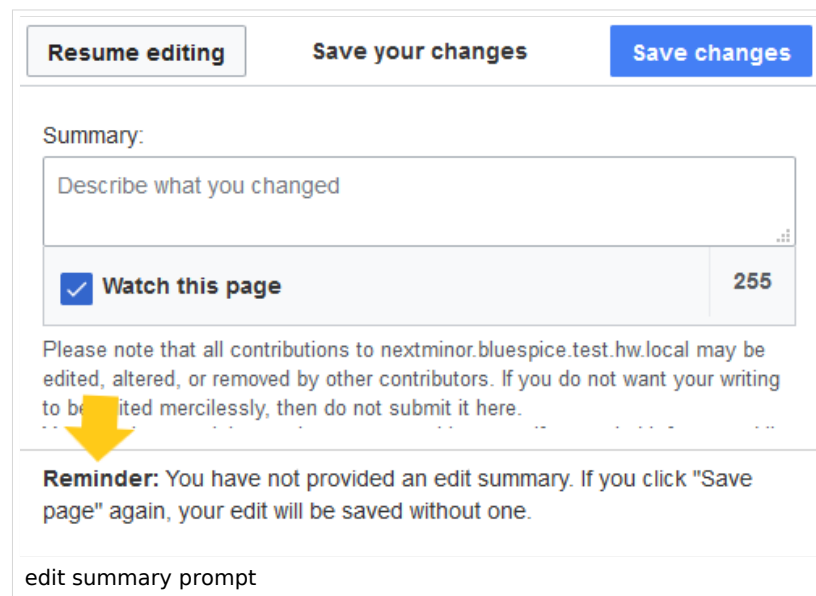 Resume editing Save your changes Save changes
Summary:
Describe what you changed
Watch this page 255
Please note that all contributions to nextminor.bluespice.test.hw.local may be
edited, altered, or removed by other contributors. If you do not want your writing
to be ited mercilessly, then do not submit it here.
Reminder: You have not provided an edit summary. If you click "Save
page" again, your edit will be saved without one.
edit summary prompt